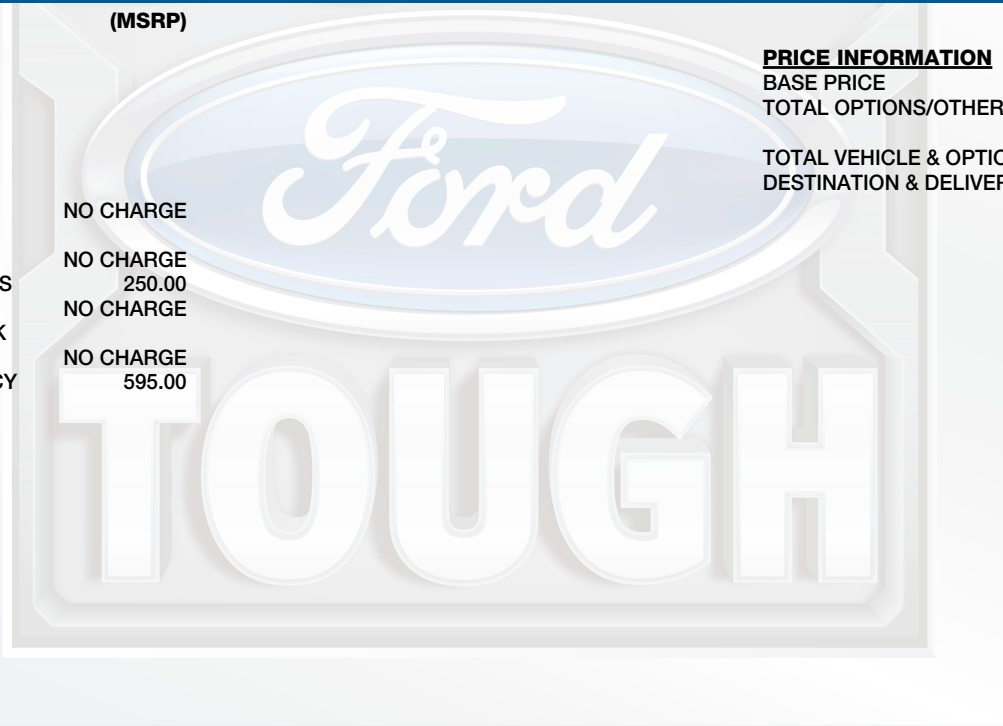 (MSRP)
NO CHARGE
NO CHARGE
S 250.00
NO CHARGE
K
NO CHARGE
CY 595.00
PRICE INFORMATION
BASE PRICE
TOTAL OPTIONS/OTHER
TOTAL VEHICLE & OPTIO
DESTINATION & DELIVER
Ford
TOUGH